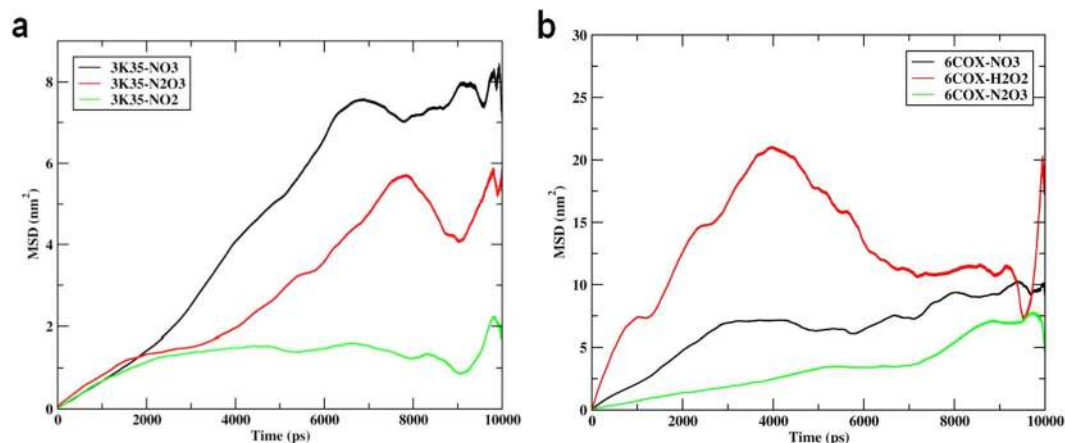 a
8
6
4
2
0
MSD (nm2)
3K35-NO3
3K35-N2O3
3K35-NO2
0 2000 4000 6000 8000 10000
Time (ps)
b
30
25
20
15
10
5
0
MSD (nm2)
6COX-NO3
6COX-H2O2
6COX-N2O3
0 2000 4000 6000 8000 10000
Time (ps)